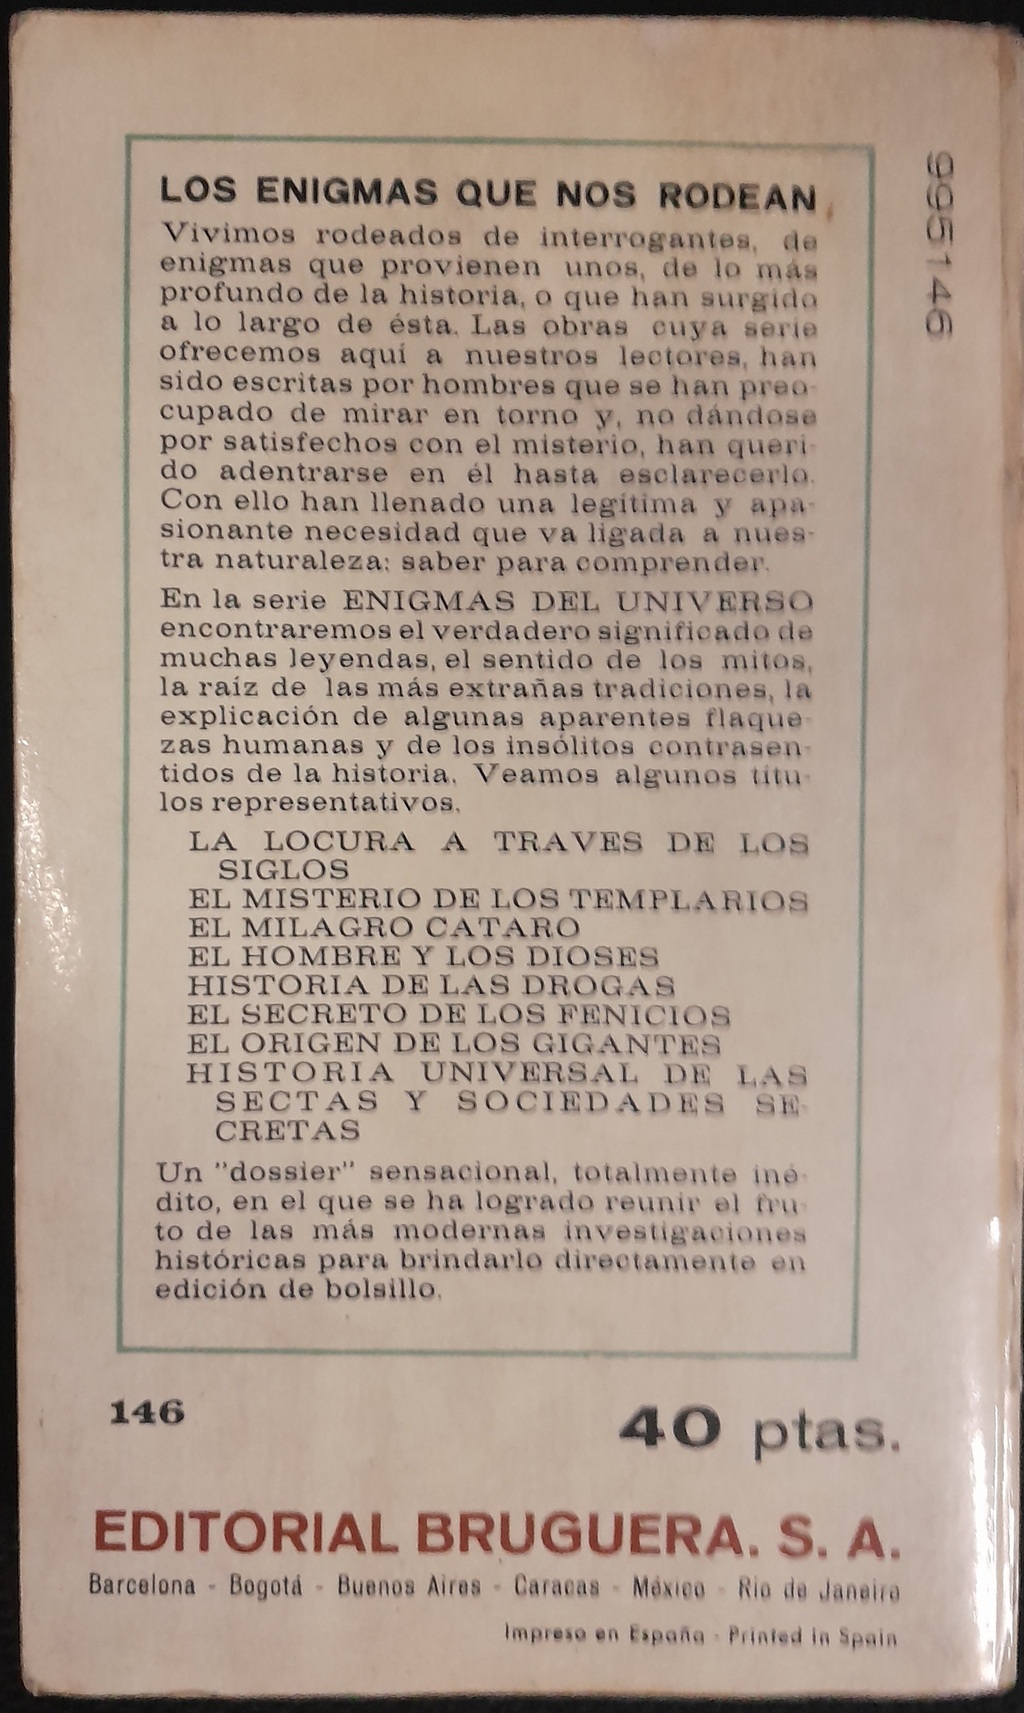 LOS ENIGMAS QUE NOS RODEAN
Vivimos rodeados de interrogantes, de
enigmas que provienen unos, de lo más
profundo de la historia, o que han surgido
a lo largo de ésta. Las obras cuya serie
ofrecemos aquí a nuestros lectores, han
sido escritas por hombres que se han preo-
cupado de mirar en torno y, no dándose
por satisfechos con el misterio, han queri-
do adentrarse en él hasta esclarecerlo.
Con ello han llenado una legítima y apa-
sionante necesidad que va ligada a nues-
tra naturaleza: saber para comprender.
En la serie ENIGMAS DEL UNIVERSO
encontraremos el verdadero significado de
muchas leyendas, el sentido de los mitos,
la raíz de las más extrañas tradiciones, la
explicación de algunas aparentes flaque-
zas humanas y de los insólitos contrasen-
tidos de la historia. Veamos algunos títu-
los representativos.
LA LOCURA A TRAVES DE LOS
SIGLOS
EL MISTERIO DE LOS TEMPLARIOS
EL MILAGRO CATARO
EL HOMBRE Y LOS DIOSES
HISTORIA DE LAS DROGAS
EL SECRETO DE LOS FENICIOS
EL ORIGEN DE LOS GIGANTES
HISTORIA UNIVERSAL DE LAS
SECTAS Y SOCIEDADES SE-
CRETAS
Un "dossier" sensacional, totalmente iné-
dito, en el que se ha logrado reunir el fru-
to de las más modernas investigaciones
históricas para brindarlo directamente en
edición de bolsillo.
995146
146
40 ptas.
EDITORIAL BRUGUERA. S. A.
Barcelona - Bogotá - Buenos Aires - Caracas - México - Rio de Janeiro
Impreso en España - Printed in Spain